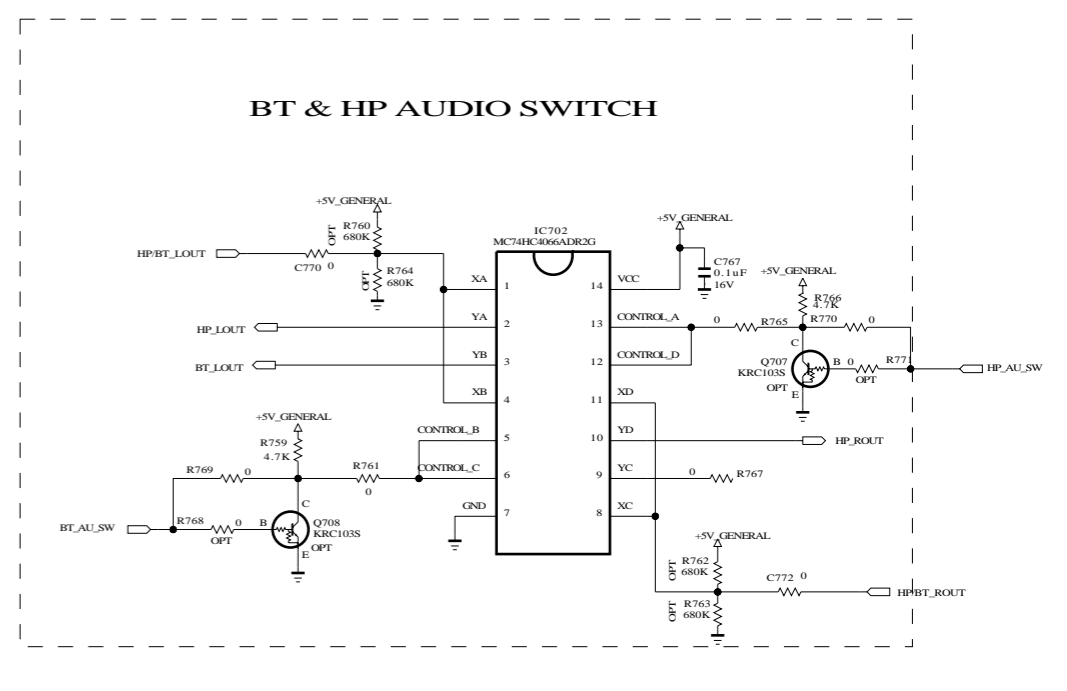 BT & HP AUDIO SWITCH
+5V_GENERAL
OPT
R760
680K
HP/BT_LOUT
C770
0
OPT
R764
680K
IC702
MC74HC4066ADR2G
+5V_GENERAL
C767
0.1uF
16V
+5V_GENERAL
R766
4.7K
XA
1
14
VCC
HP_LOUT
YA
2
13
CONTROL_A
0
R765
R770
0
BT_LOUT
YB
3
12
CONTROL_D
C
Q707
KRC103S
OPT
B
0
OPT
R771
E
HP_AU_SW
XB
4
11
XD
+5V_GENERAL
CONTROL_B
5
10
YD
HP_ROUT
R759
4.7K
R769
0
R761
0
CONTROL_C
6
9
YC
0
R767
GND
7
8
XC
BT_AU_SW
R768
0
OPT
B
C
Q708
KRC103S
OPT
E
+5V_GENERAL
OPT
R762
680K
C772
0
HP/BT_ROUT
OPT
R763
680K